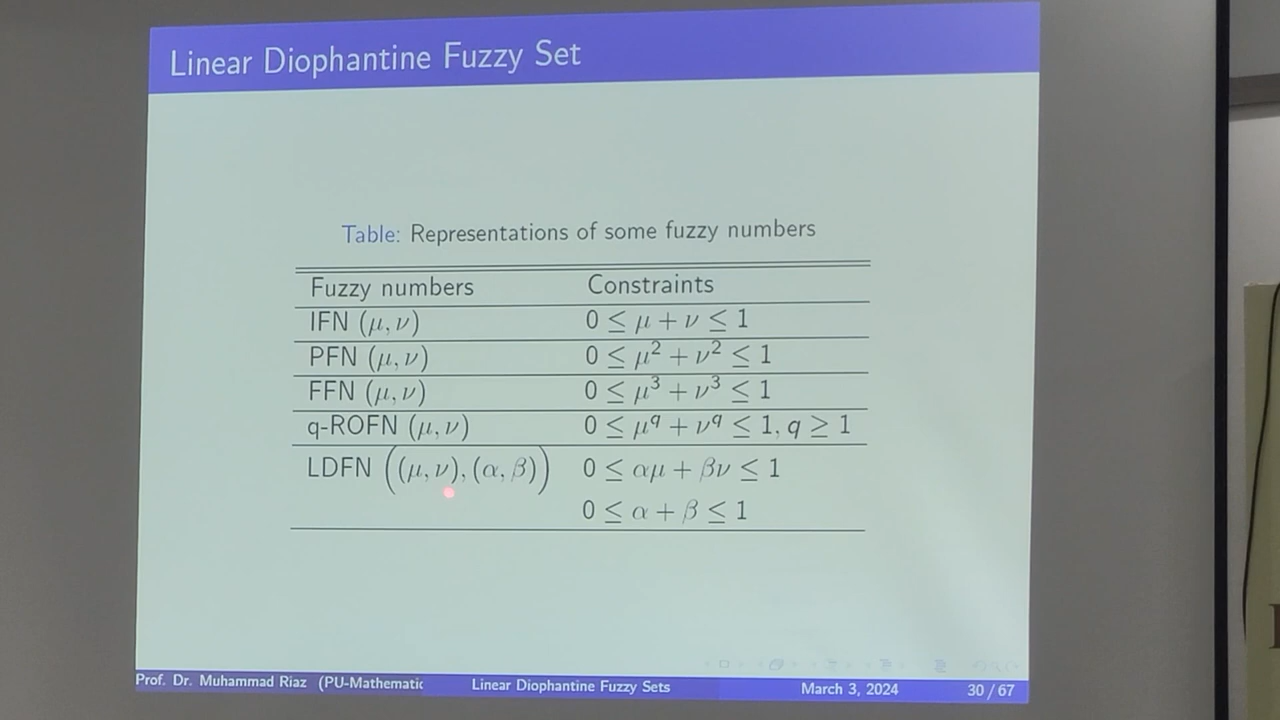 Linear Diophantine Fuzzy Set
Table: Representations of some fuzzy numbers
Fuzzy numbers Constraints
IFN (μ, ν) 0 ≤ μ + ν ≤ 1
PFN (μ, ν) 0 ≤ μ² + ν² ≤ 1
FFN (μ, ν) 0 ≤ μ³ + ν³ ≤ 1
q-ROFN (μ, ν) 0 ≤ μ^q + ν^q ≤ 1, q ≥ 1
LDFN ((μ, ν), (α, β)) 0 ≤ αμ + βν ≤ 1
0 ≤ α + β ≤ 1
Prof. Dr. Muhammad Riaz (PU-Mathematic Linear Diophantine Fuzzy Sets March 3, 2024 30 / 67